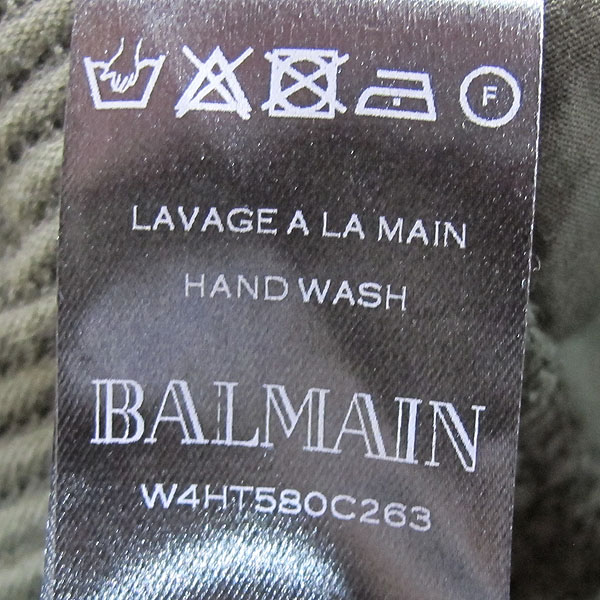 F
LAVAGE A LA MAIN
HAND WASH
BALMAIN
W4HT580C263